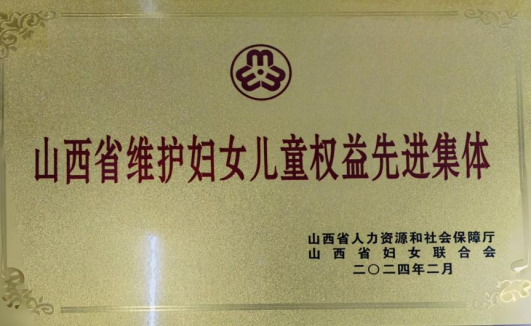 山西省维护妇女儿童权益先进集体
山西省人力资源和社会保障厅
山西省妇女联合会
二〇二四年二月